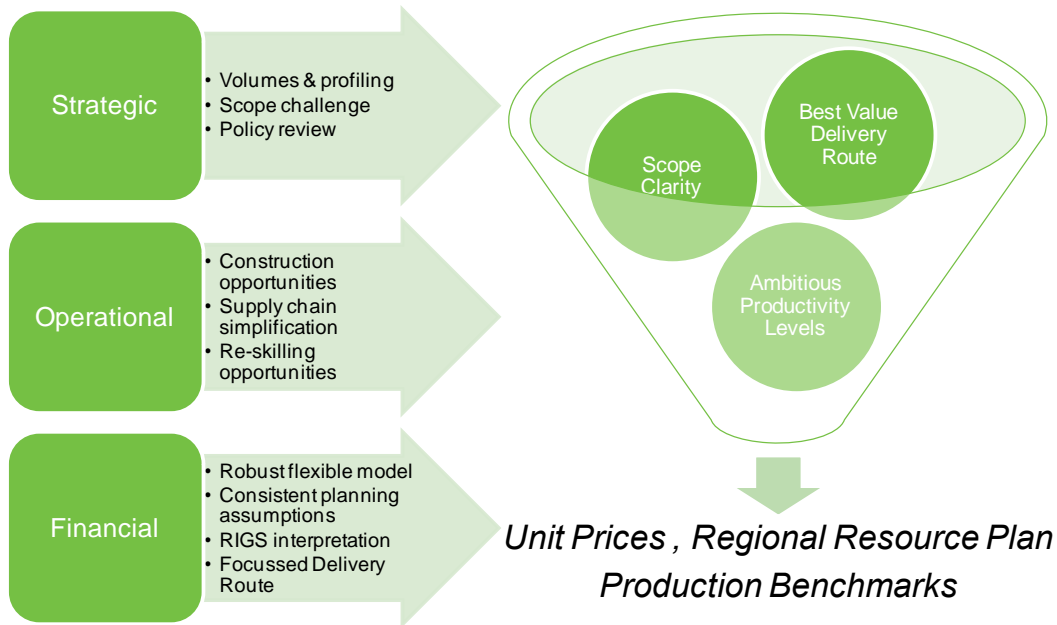 Strategic
• Volumes & profiling
• Scope challenge
• Policy review
Operational
• Construction
opportunities
• Supply chain
simplification
• Re-skilling
opportunities
Financial
• Robust flexible model
• Consistent planning
assumptions
• RIGS interpretation
• Focussed Delivery
Route
Scope
Clarity
Best Value
Delivery
Route
Ambitious
Productivity
Levels
Unit Prices , Regional Resource Plan
Production Benchmarks